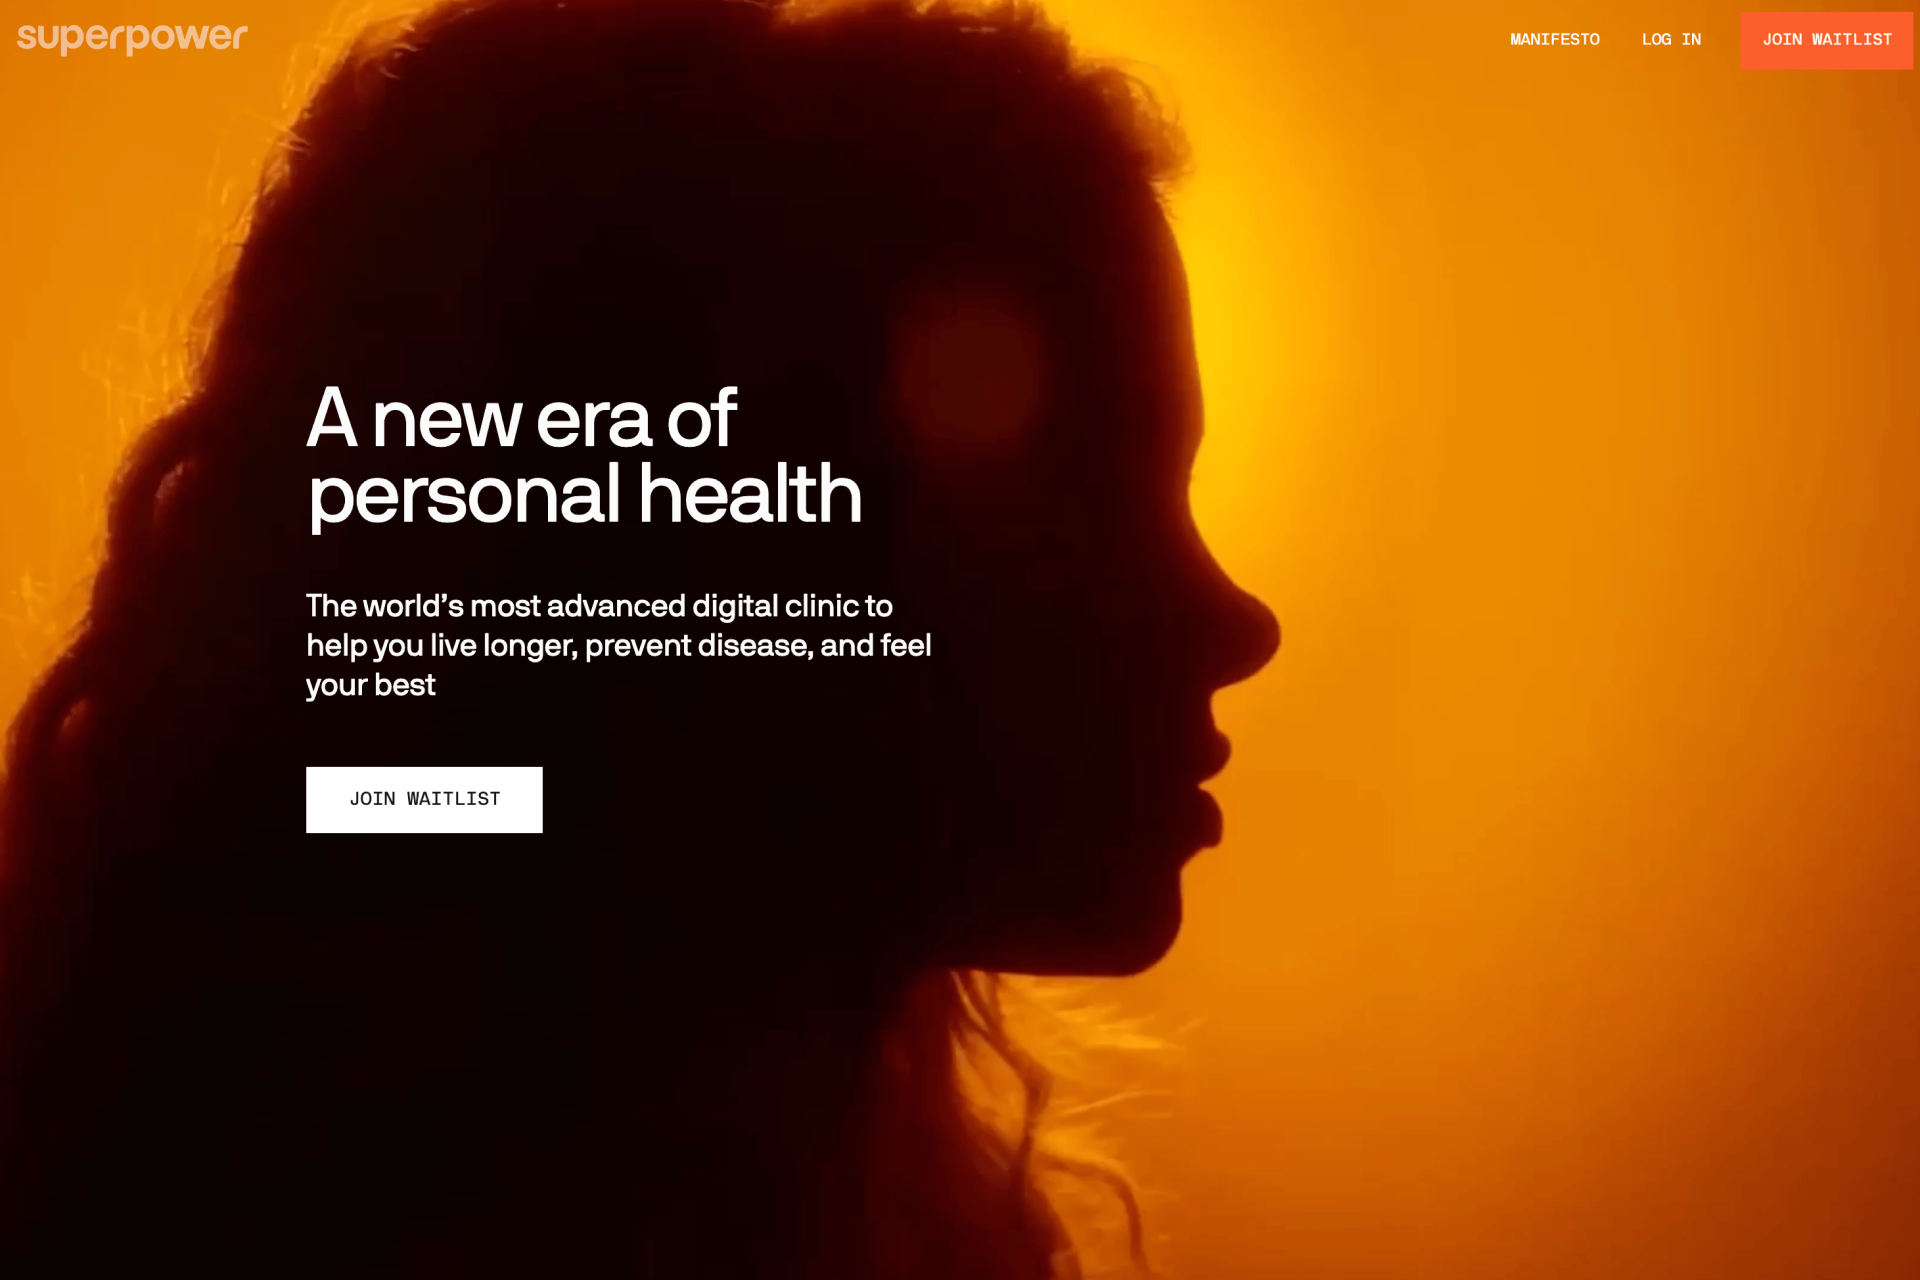 superpower
MANIFESTO
LOG IN
JOIN WAITLIST
A new era of
personal health
The world’s most advanced digital clinic to
help you live longer, prevent disease, and feel
your best
JOIN WAITLIST